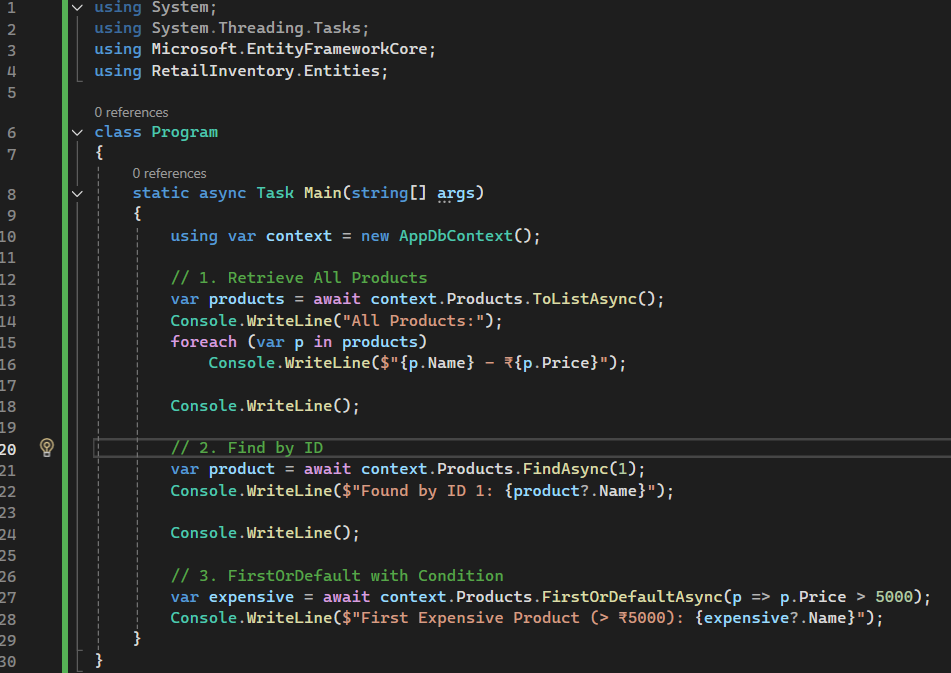 1 using System;
2 using System.Threading.Tasks;
3 using Microsoft.EntityFrameworkCore;
4 using RetailInventory.Entities;
5
0 references
6 class Program
7 {
0 references
8 static async Task Main(string[] args)
9 {
10 using var context = new AppDbContext();
11
12 // 1. Retrieve All Products
13 var products = await context.Products.ToListAsync();
14 Console.WriteLine("All Products:");
15 foreach (var p in products)
16 Console.WriteLine($"{p.Name} - ₹{p.Price}");
17
18 Console.WriteLine();
19
20 // 2. Find by ID
21 var product = await context.Products.FindAsync(1);
22 Console.WriteLine($"Found by ID 1: {product?.Name}");
23
24 Console.WriteLine();
25
26 // 3. FirstOrDefault with Condition
27 var expensive = await context.Products.FirstOrDefaultAsync(p => p.Price > 5000);
28 Console.WriteLine($"First Expensive Product (> ₹5000): {expensive?.Name}");
29 }
30 }